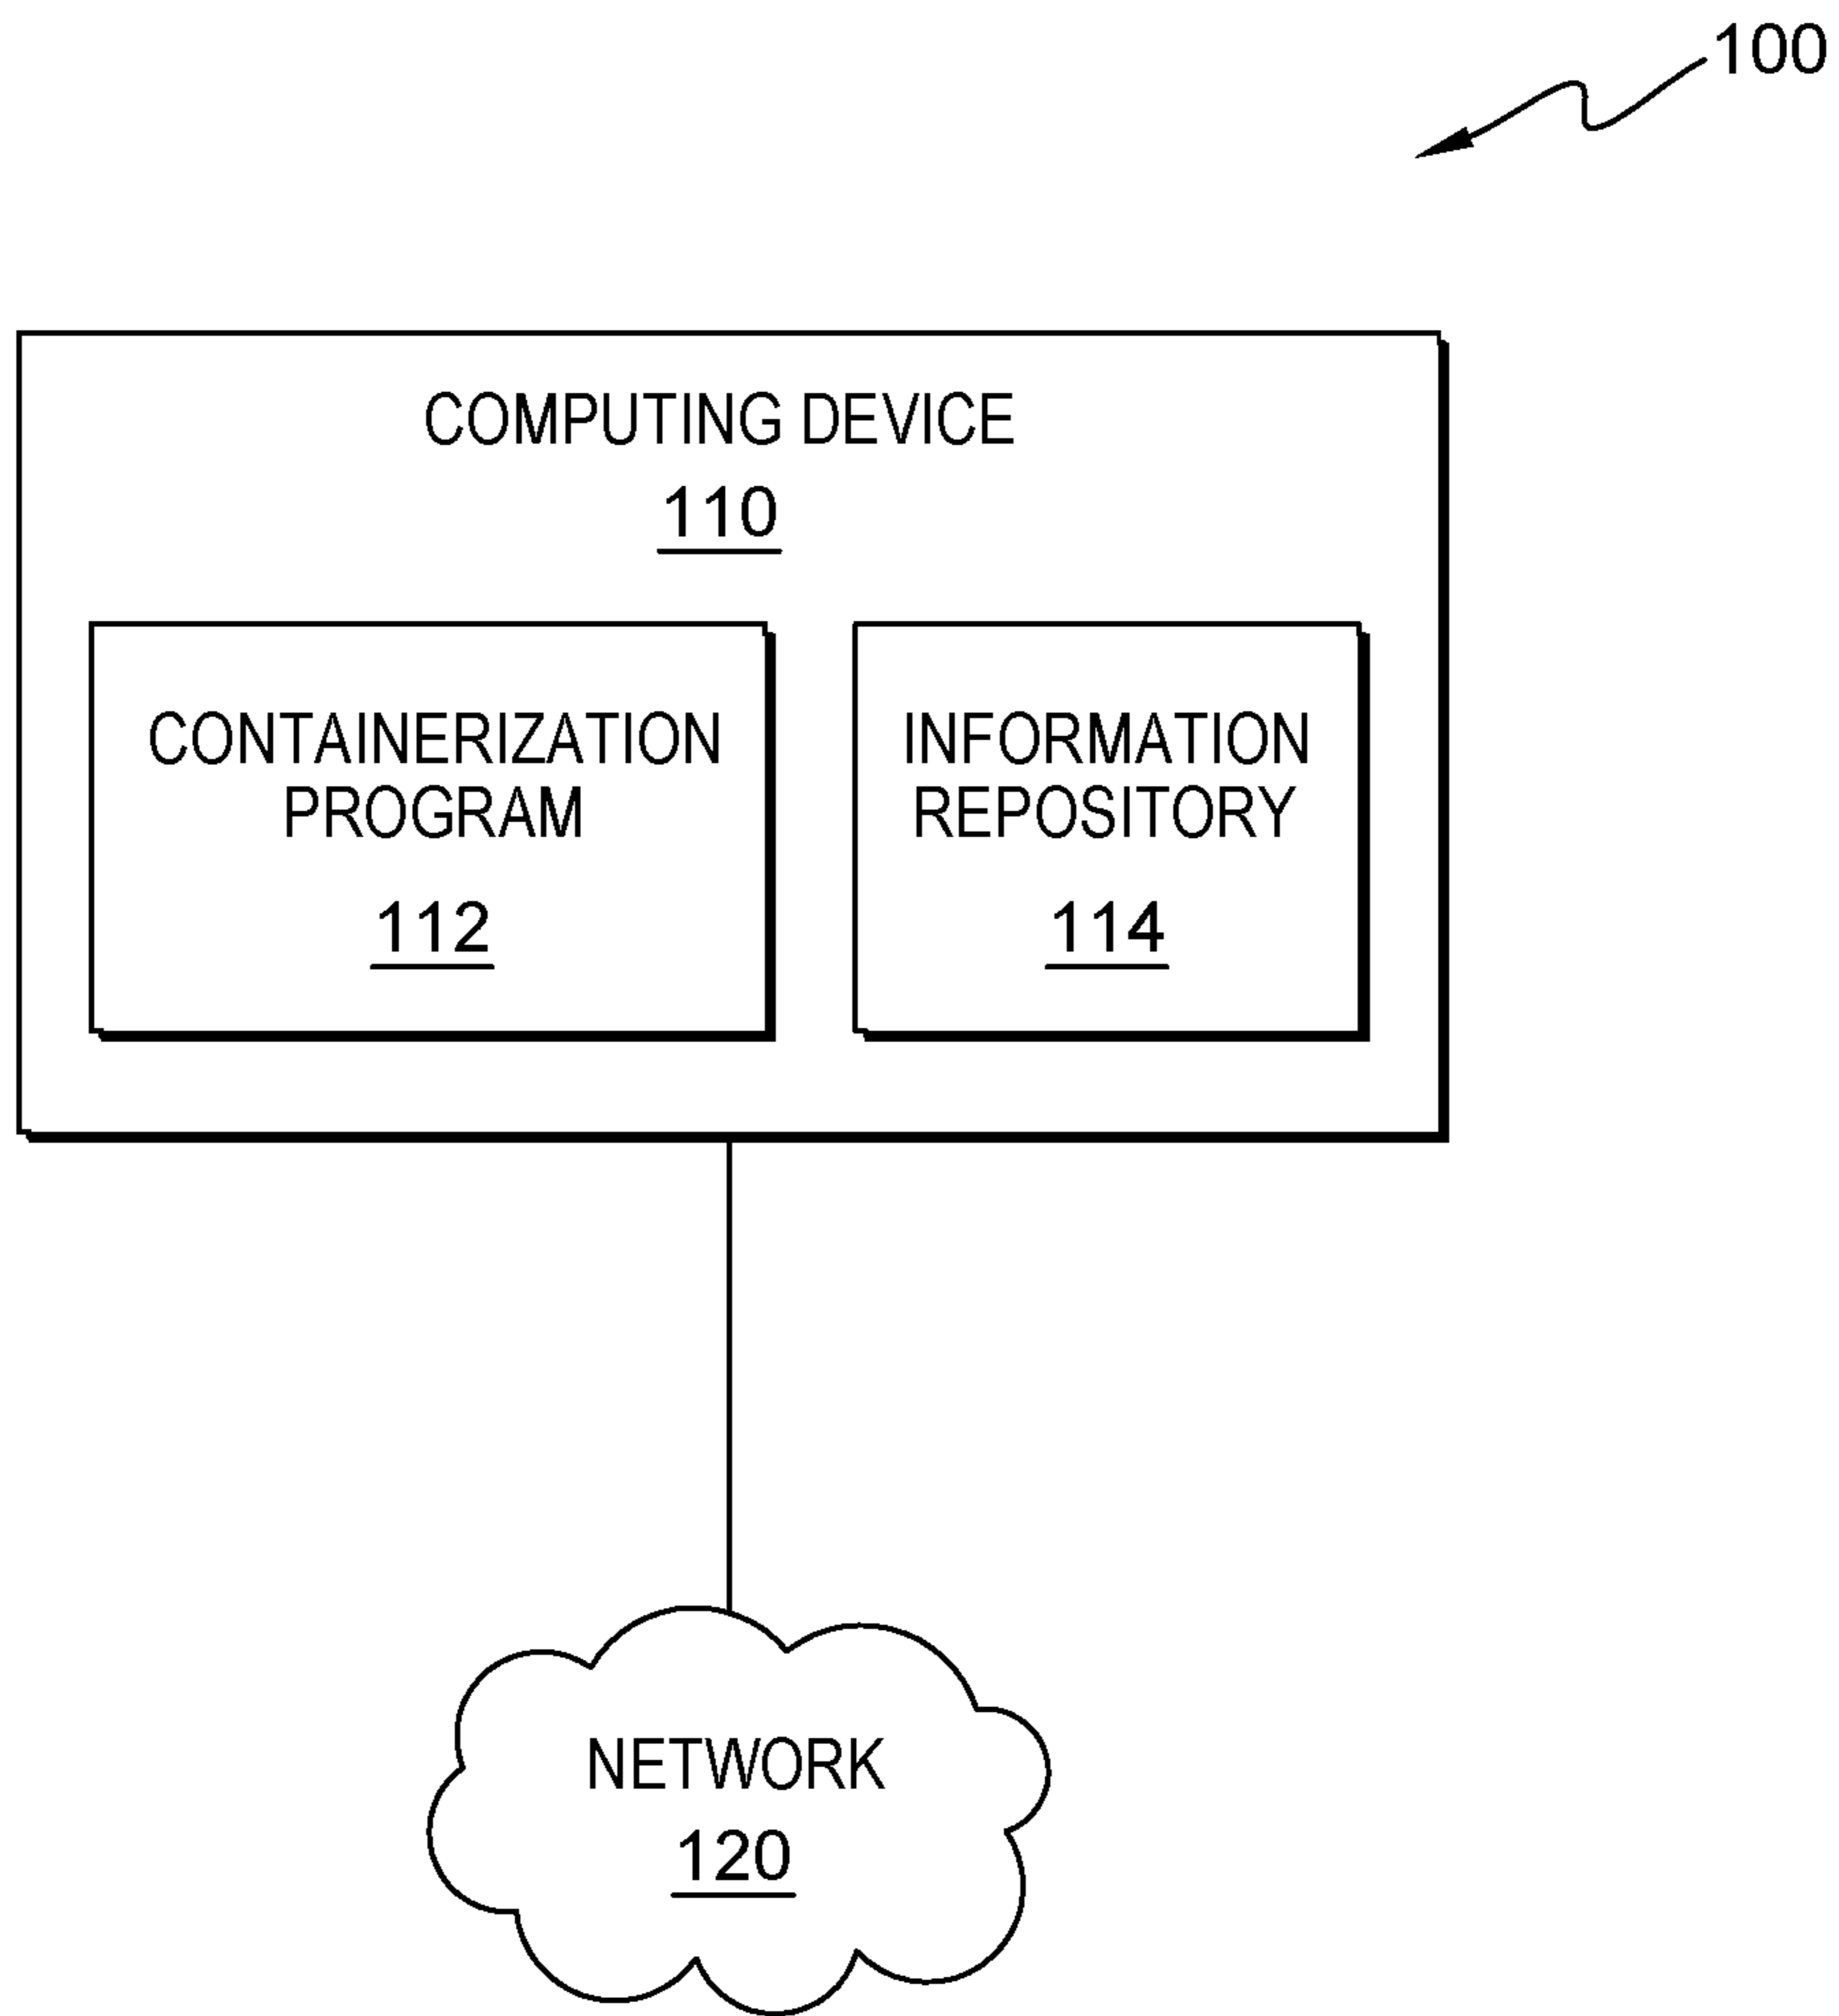 100
COMPUTING DEVICE
110
CONTAINERIZATION
PROGRAM
112
INFORMATION
REPOSITORY
114
NETWORK
120